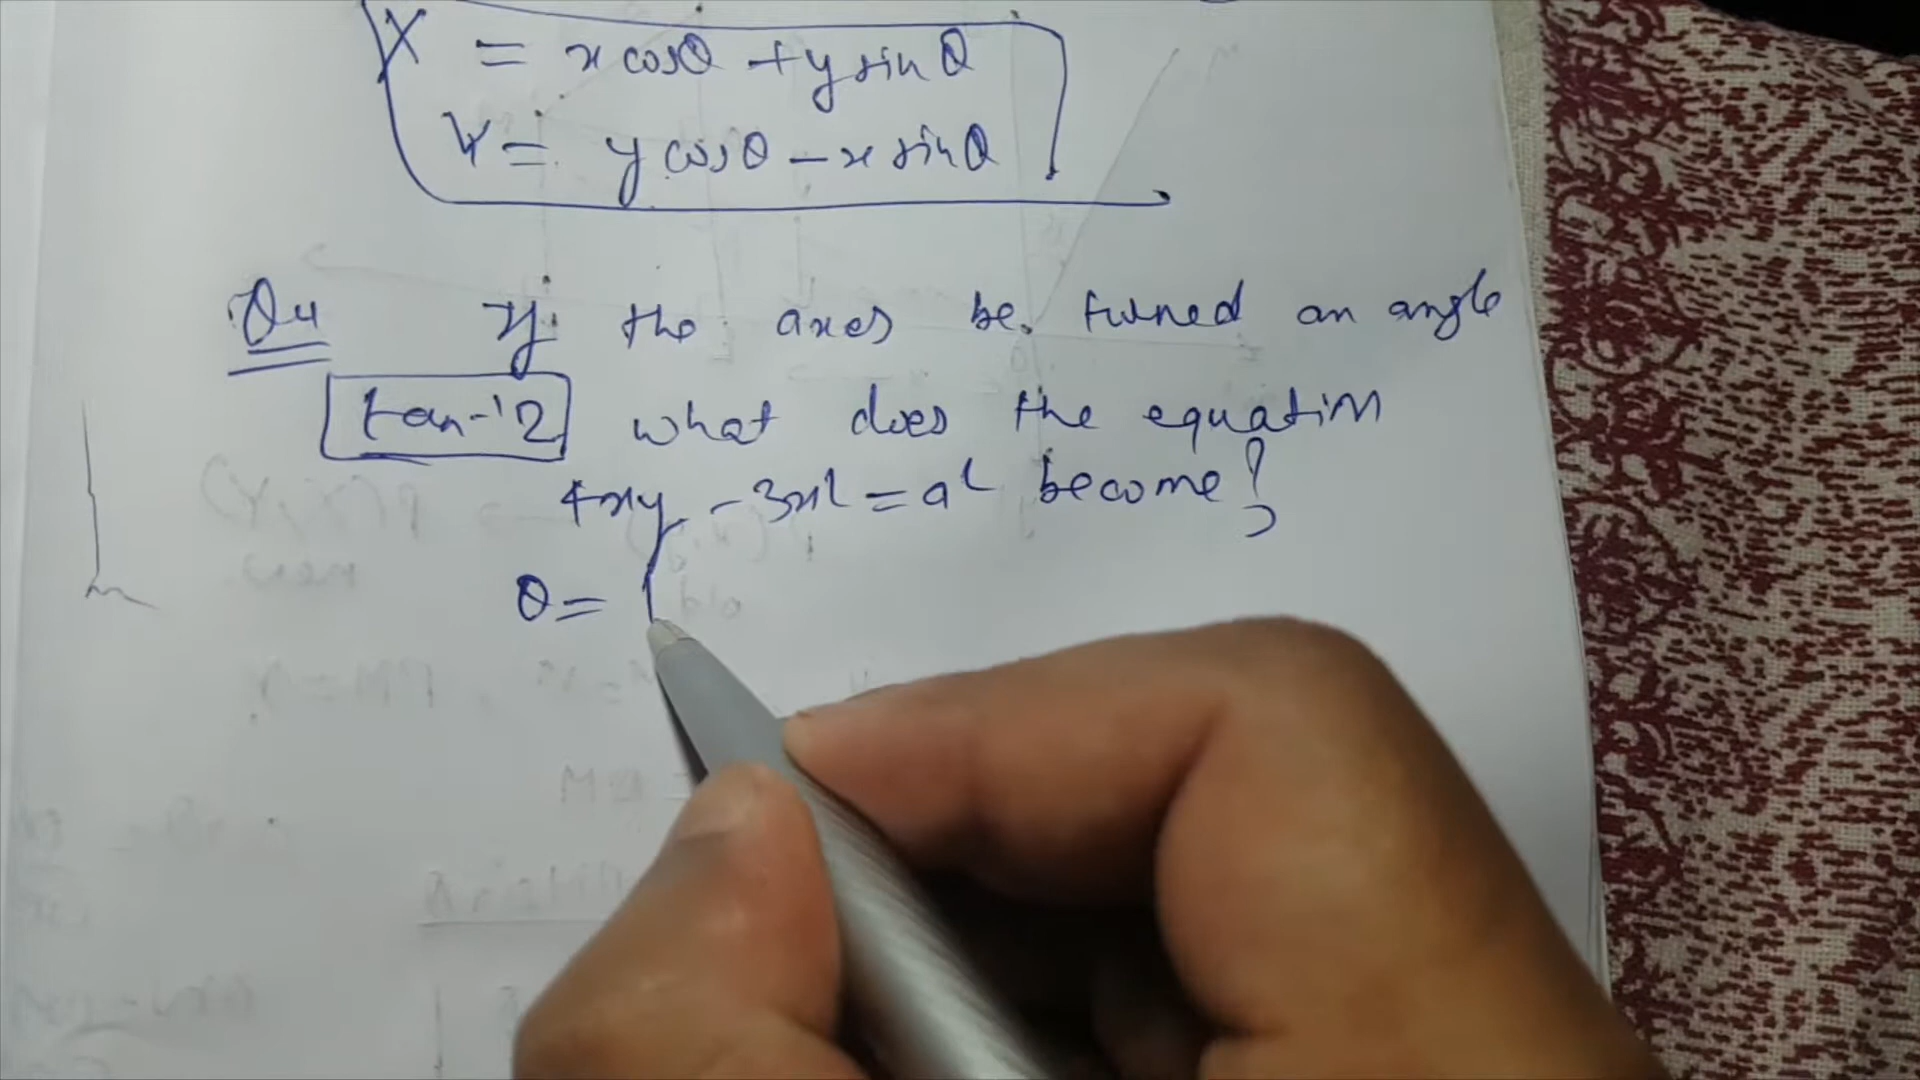 X = x cosθ + y sinθ
Y = y cosθ - x sinθ
Q4 If the axes be turned an angle
tan-12 what does the equation
4xy - 3x² = a² become?
θ =